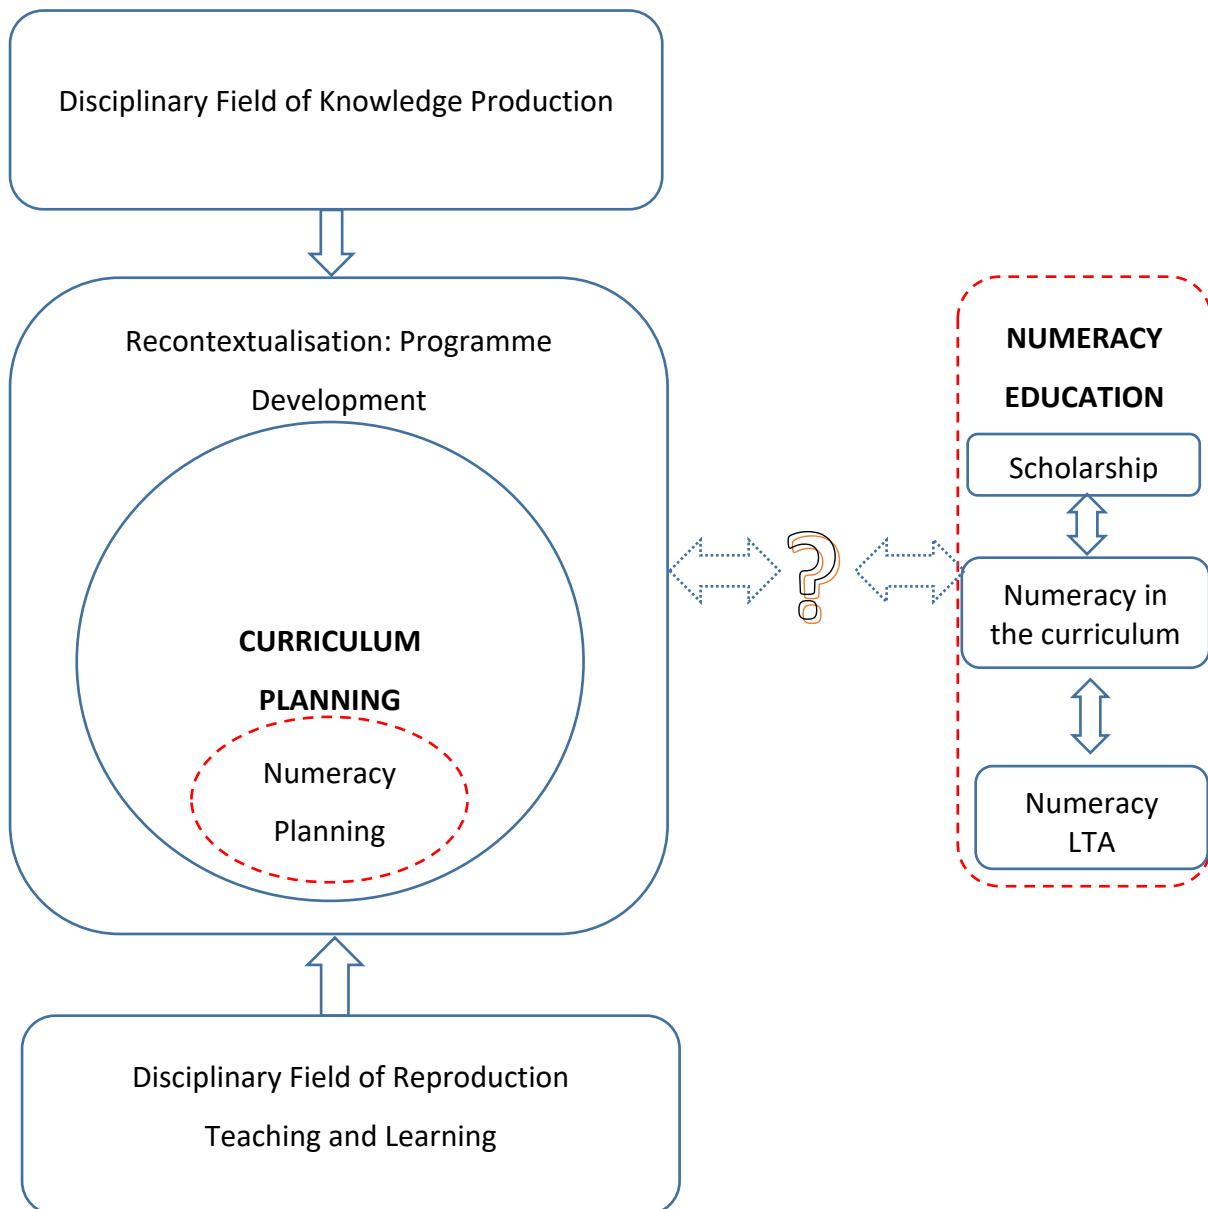 Disciplinary Field of Knowledge Production
Recontextualisation: Programme
Development
CURRICULUM
PLANNING
Numeracy
Planning
Disciplinary Field of Reproduction
Teaching and Learning
?
NUMERACY
EDUCATION
Scholarship
Numeracy in
the curriculum
Numeracy
LTA